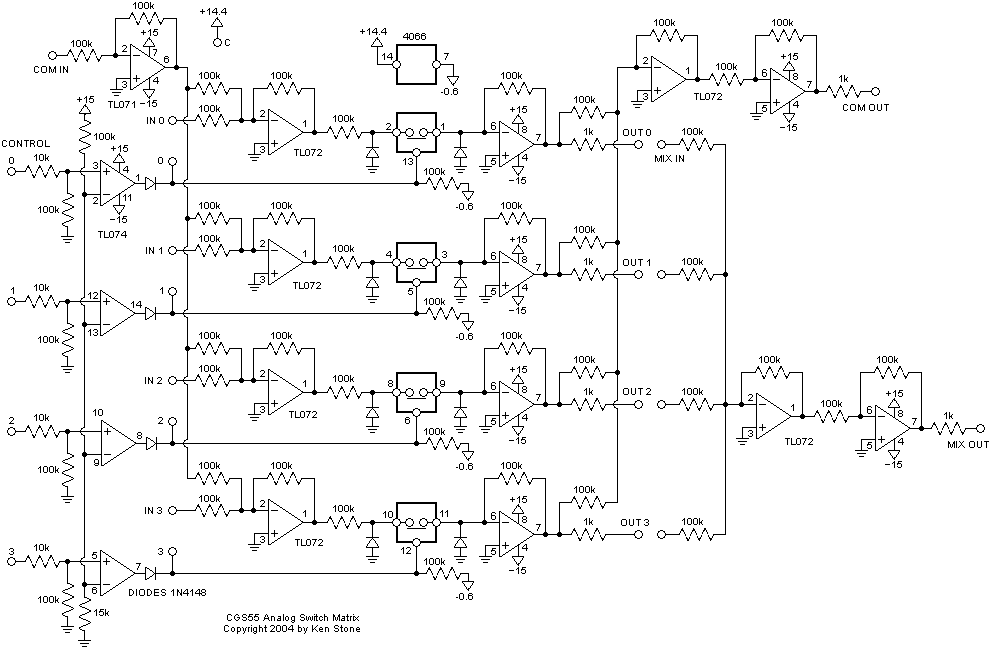 +14.4
C
100k
+15
COM IN
100k
2
7
6
3
4
TL071
−15
+14.4
4066
14
7
-0.6
100k
100k
2
1
3
TL072
100k
100k
+15
6
8
7
5
4
−15
1k
COM OUT
+15
100k
CONTROL
0
10k
100k
3
+15
4
1
2
11
−15
TL074
0
100k
IN 0
100k
100k
2
1
3
TL072
100k
2
1
13
100k
-0.6
100k
+15
6
8
7
5
4
−15
100k
1k
OUT 0
MIX IN
100k
100k
IN 1
100k
100k
2
1
3
TL072
100k
4
3
5
100k
-0.6
100k
+15
6
8
7
5
4
−15
100k
1k
OUT 1
100k
1
10k
100k
12
14
13
1
100k
IN 2
100k
100k
2
1
3
TL072
100k
8
9
6
100k
-0.6
100k
+15
6
8
7
5
4
−15
100k
1k
OUT 2
100k
100k
2
1
3
TL072
100k
100k
+15
6
8
7
5
4
−15
1k
MIX OUT
2
10k
100k
10
8
9
2
100k
IN 3
100k
100k
2
1
3
TL072
100k
10
11
12
100k
-0.6
100k
+15
6
8
7
5
4
−15
100k
1k
OUT 3
100k
3
10k
100k
5
7
6
3
15k
DIODES 1N4148
CGS55 Analog Switch Matrix
Copyright 2004 by Ken Stone